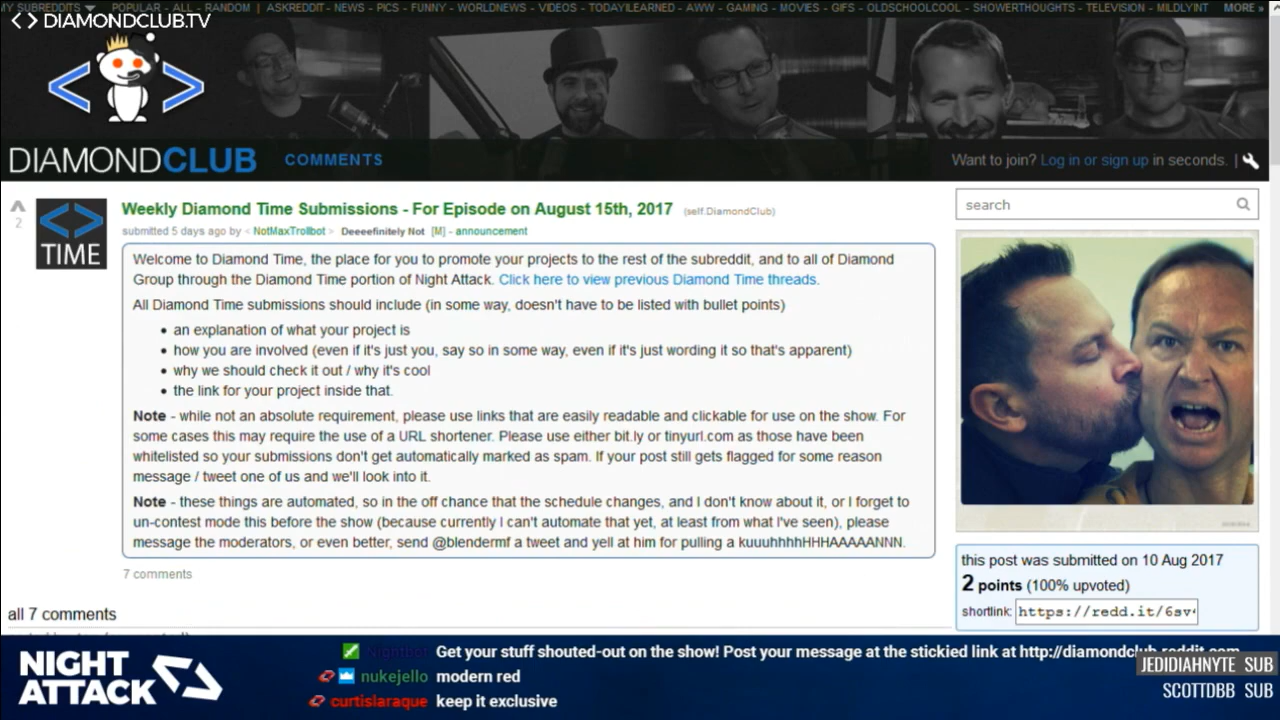 MY SUBREDDITS POPULAR - ALL - RANDOM | ASKREDDIT - NEWS - PICS - FUNNY - WORLDNEWS - VIDEOS - TODAYILEARNED - AWW - GAMING - MOVIES - GIFS - OLDSCHOOLCOOL - SHOWERTHOUGHTS - TELEVISION - MILDLYINT MORE »
<> DIAMONDCLUB.TV
DIAMONDCLUB COMMENTS
Want to join? Log in or sign up in seconds. |
2
<> TIME
Weekly Diamond Time Submissions - For Episode on August 15th, 2017 (self.DiamondClub)
submitted 5 days ago by < NotMaxTrollbot > Deeeefinitely Not [M] - announcement
Welcome to Diamond Time, the place for you to promote your projects to the rest of the subreddit, and to all of Diamond
Group through the Diamond Time portion of Night Attack. Click here to view previous Diamond Time threads.
All Diamond Time submissions should include (in some way, doesn't have to be listed with bullet points)
• an explanation of what your project is
• how you are involved (even if it's just you, say so in some way, even if it's just wording it so that's apparent)
• why we should check it out / why it's cool
• the link for your project inside that.
Note - while not an absolute requirement, please use links that are easily readable and clickable for use on the show. For
some cases this may require the use of a URL shortener. Please use either bit.ly or tinyurl.com as those have been
whitelisted so your submissions don't get automatically marked as spam. If your post still gets flagged for some reason
message / tweet one of us and we'll look into it.
Note - these things are automated, so in the off chance that the schedule changes, and I don't know about it, or I forget to
un-contest mode this before the show (because currently I can't automate that yet, at least from what I've seen), please
message the moderators, or even better, send @blendermf a tweet and yell at him for pulling a kuuuhhhhHHHAAAAANNN.
7 comments
all 7 comments
search
this post was submitted on 10 Aug 2017
2 points (100% upvoted)
shortlink: https://redd.it/6sv
NIGHT
ATTACK
Nightbot Get your stuff shouted-out on the show! Post your message at the stickied link at http://diamondclub.reddit.com
nukejello modern red
curtislaraque keep it exclusive
JEDIDIAHNYTE SUB
SCOTTDBB SUB